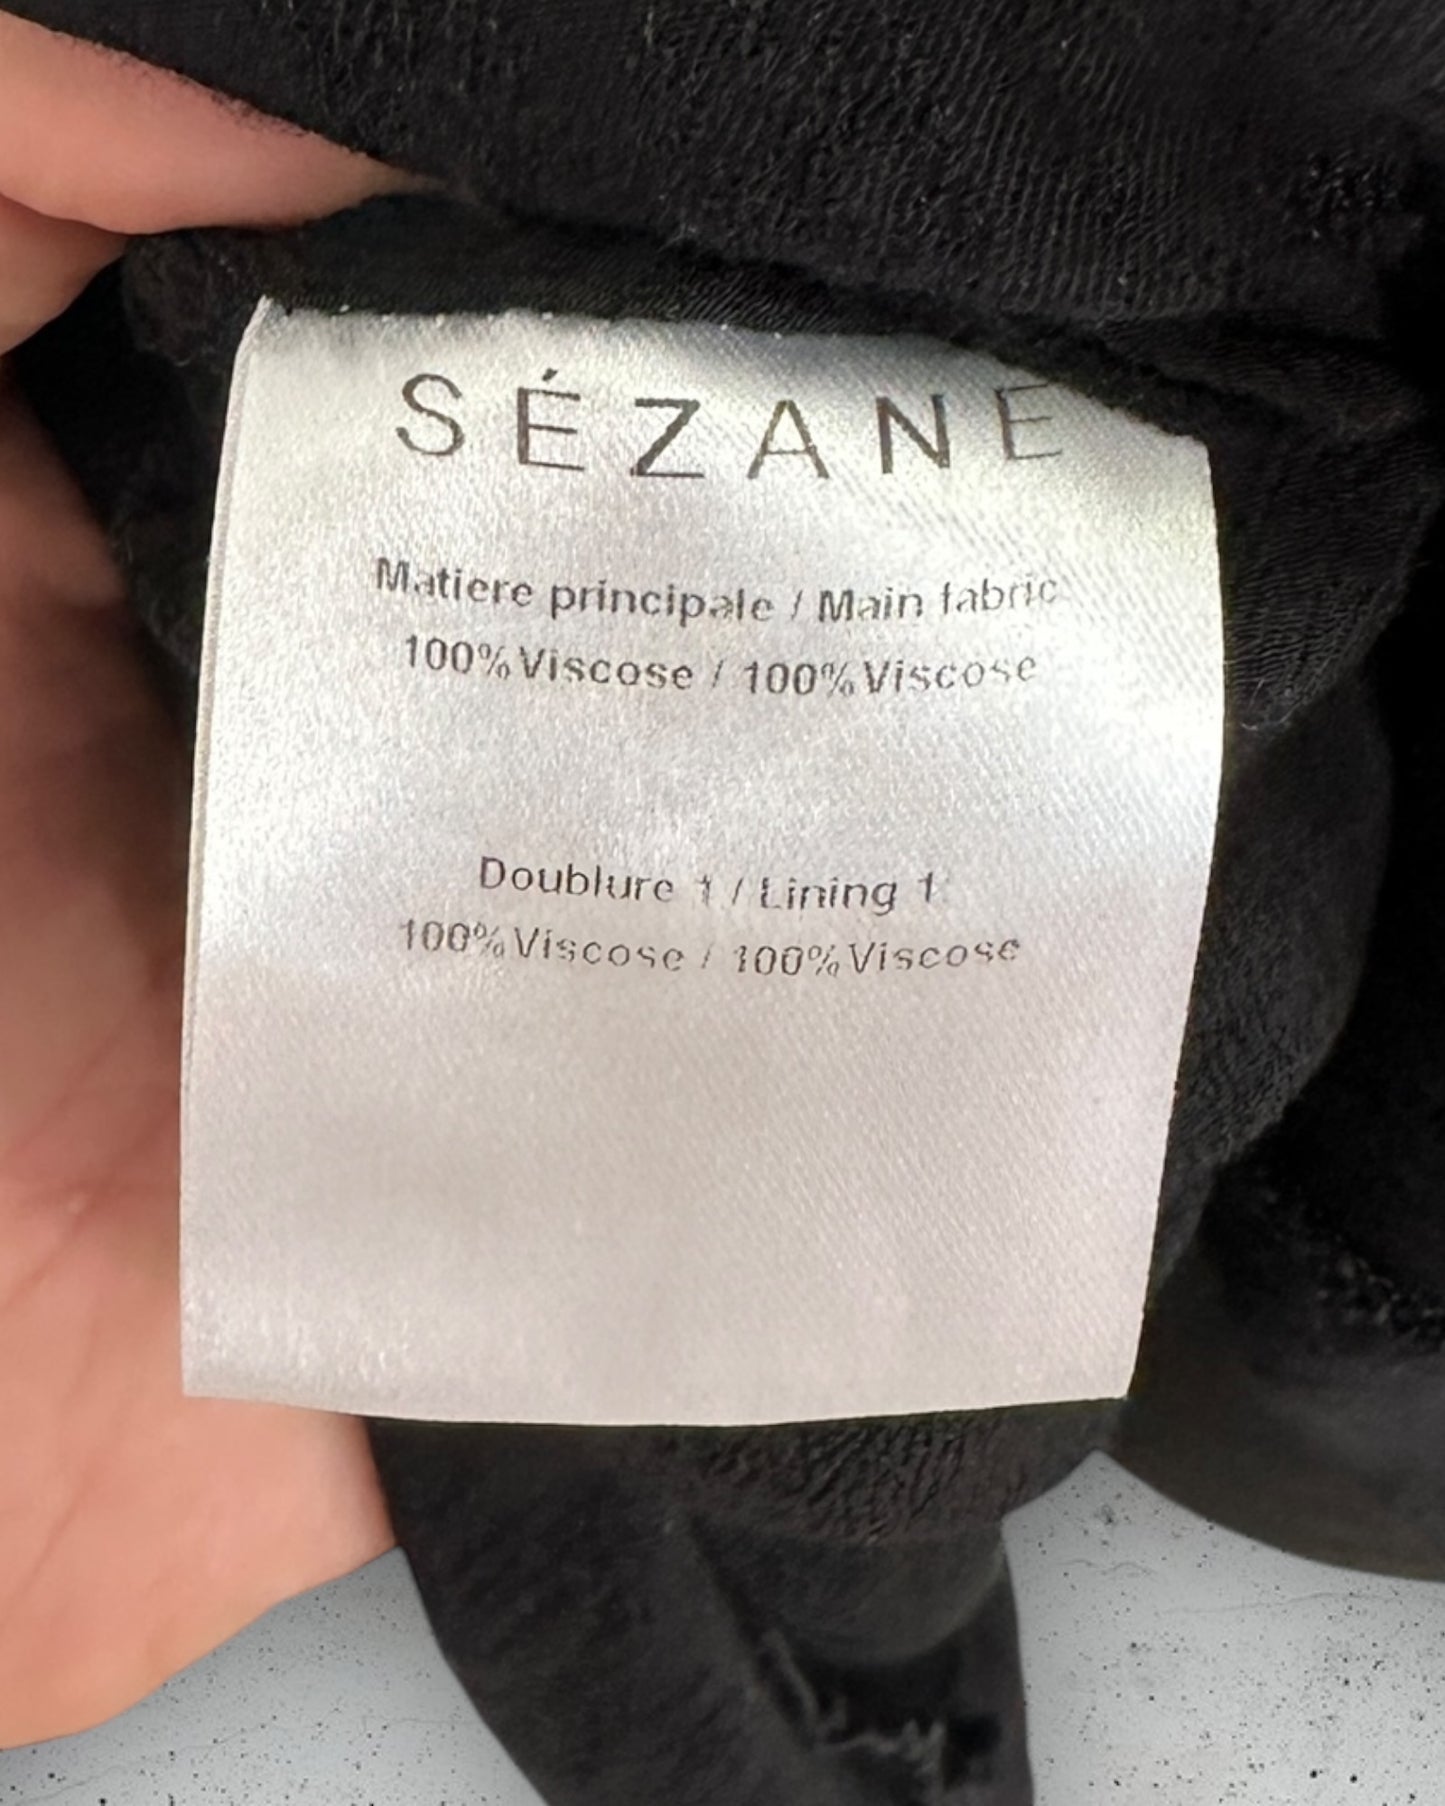 SÉZANE
Matiere principale / Main fabric
100% Viscose / 100% Viscose
Doublure 1 / Lining 1
100% Viscose / 100% Viscose